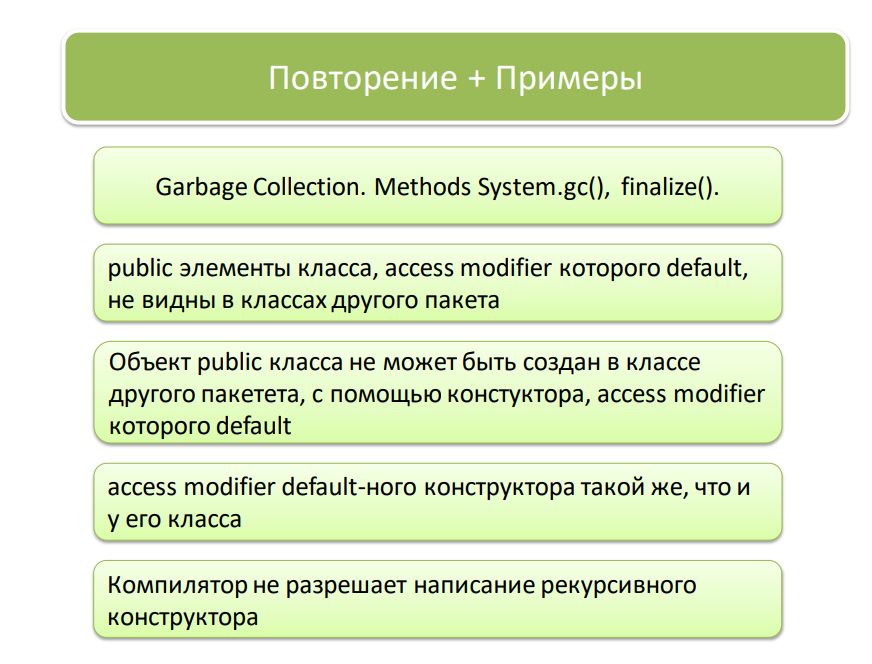 Повторение + Примеры
Garbage Collection. Methods System.gc(), finalize().
public элементы класса, access modifier которого default,
не видны в классах другого пакета
Объект public класса не может быть создан в классе
другого пакетета, с помощью констуктора, access modifier
которого default
access modifier default-ного конструктора такой же, что и
у его класса
Компилятор не разрешает написание рекурсивного
конструктора